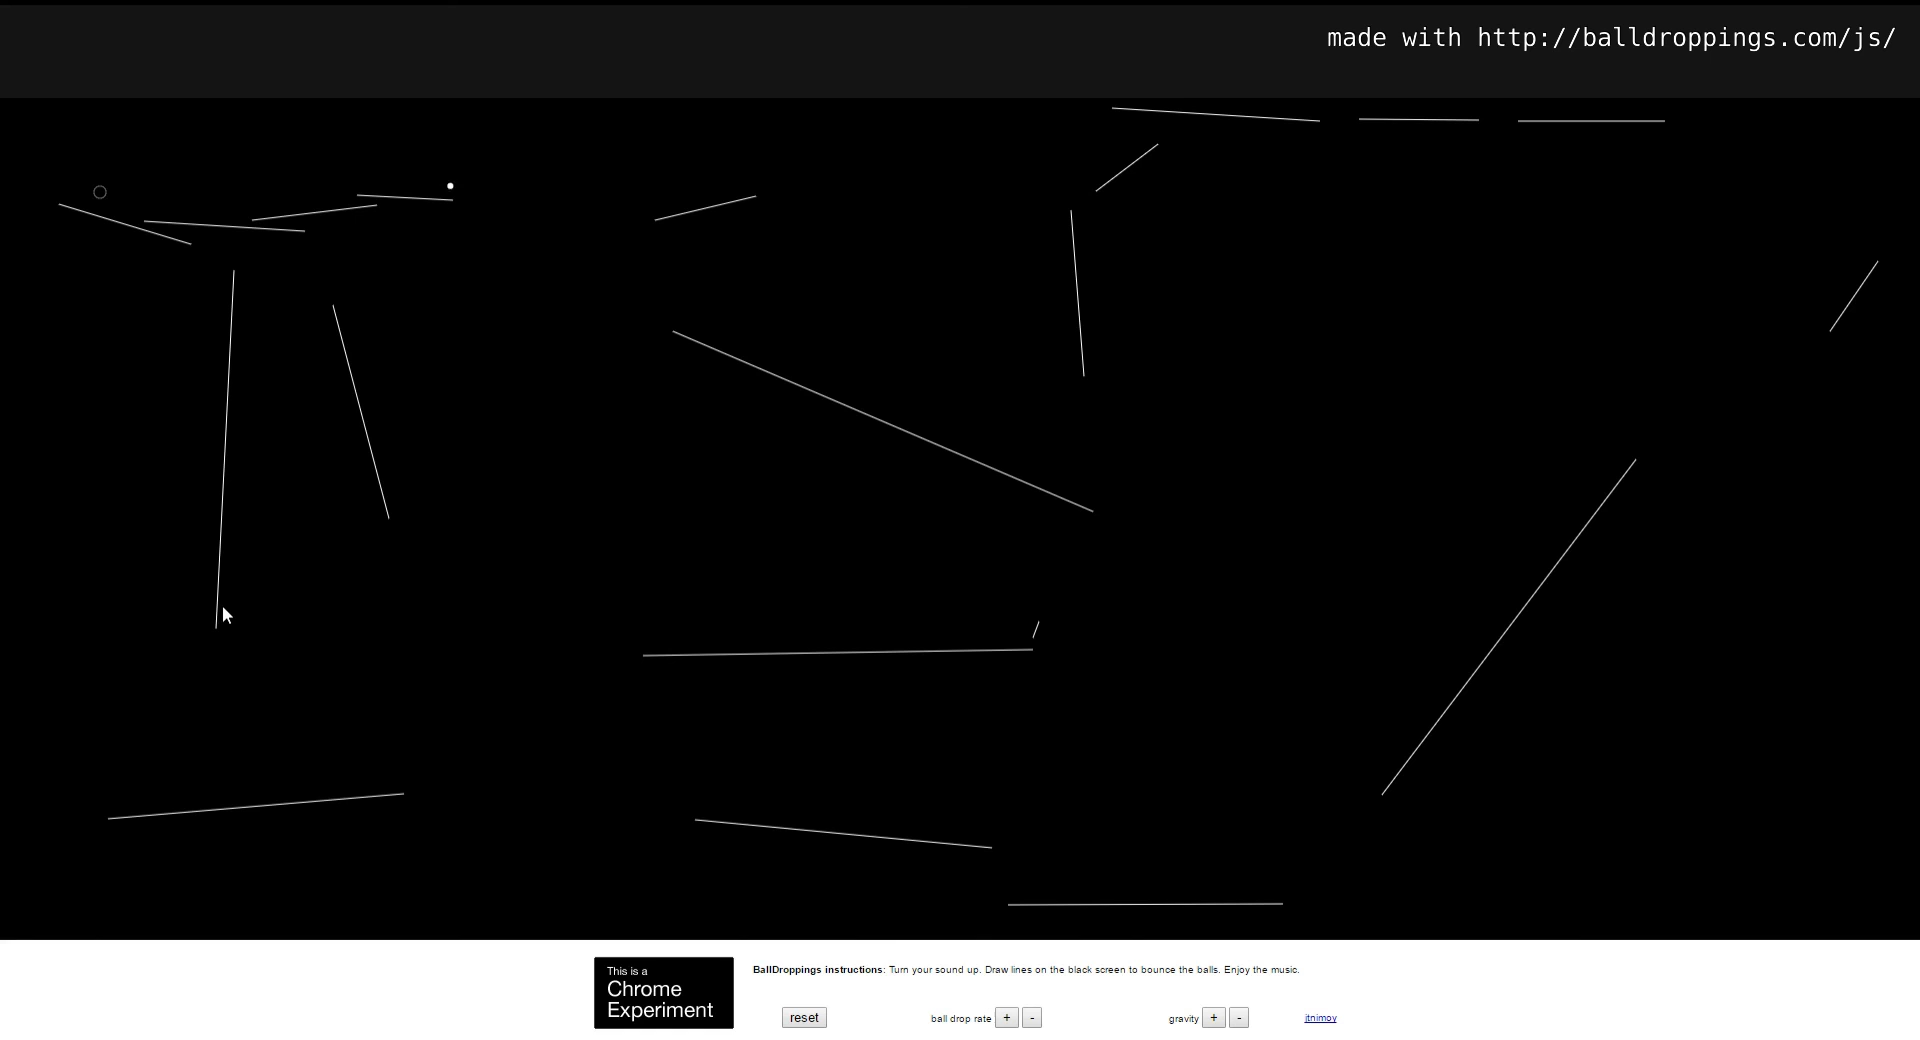 made with http://balldroppings.com/js/
This is a
Chrome
Experiment
BallDroppings instructions: Turn your sound up. Draw lines on the black screen to bounce the balls. Enjoy the music.
reset ball drop rate + - gravity + - jtnimoy